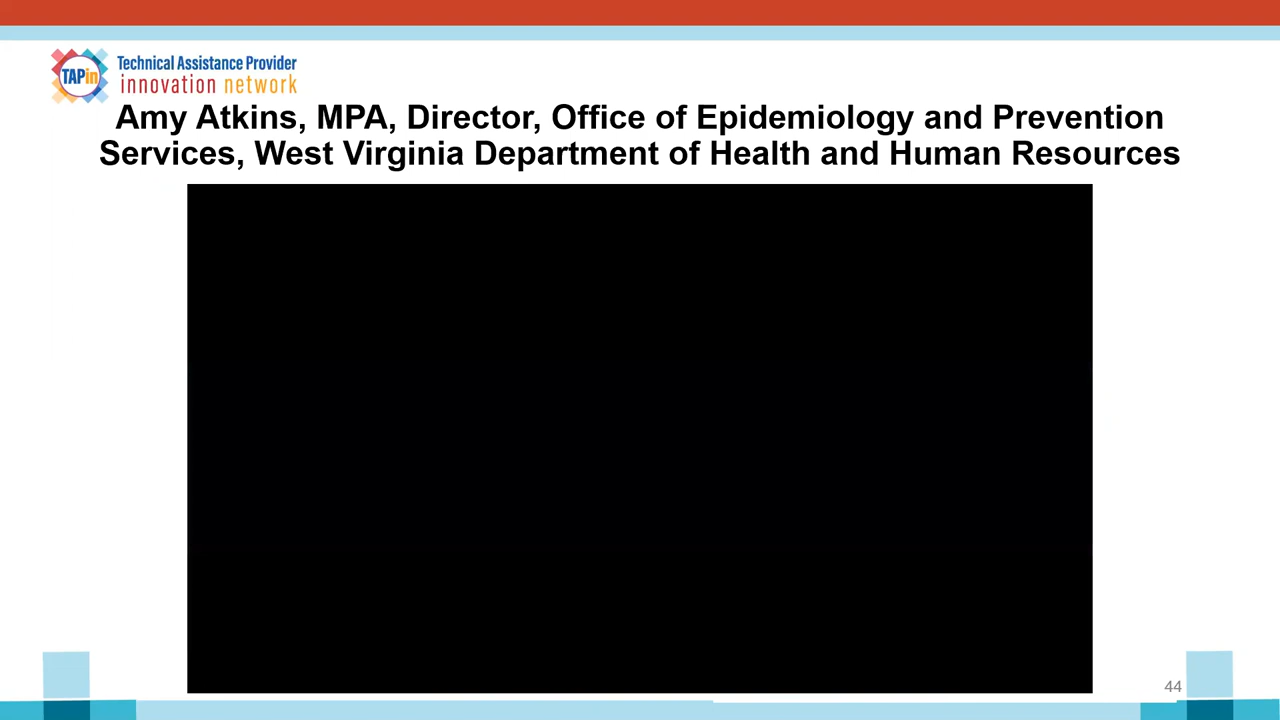 TAPin
Technical Assistance Provider
innovation network
Amy Atkins, MPA, Director, Office of Epidemiology and Prevention
Services, West Virginia Department of Health and Human Resources
44